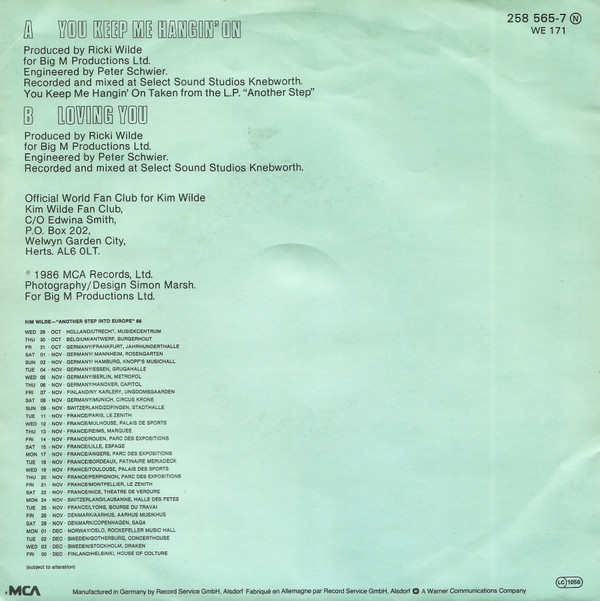 258 565-7 Ⓝ
WE 171
A YOU KEEP ME HANGIN' ON
Produced by Ricki Wilde
for Big M Productions Ltd.
Engineered by Peter Schwier.
Recorded and mixed at Select Sound Studios Knebworth.
You Keep Me Hangin' On Taken from the L.P. "Another Step"
B LOVING YOU
Produced by Ricki Wilde
for Big M Productions Ltd.
Engineered by Peter Schwier.
Recorded and mixed at Select Sound Studios Knebworth.
Official World Fan Club for Kim Wilde
Kim Wilde Fan Club,
C/O Edwina Smith,
P.O. Box 202,
Welwyn Garden City,
Herts. AL6 0LT.
℗ 1986 MCA Records, Ltd.
Photography/Design Simon Marsh.
For Big M Productions Ltd.
KIM WILDE—"ANOTHER STEP INTO EUROPE" 86
WED 29 · OCT · HOLLAND/UTRECHT, MUSIEKCENTRUM
THU 30 · OCT · BELGIUM/ANTWERP, BURGERHOUT
FR 31 · OCT · GERMANY/FRANKFURT, JAHRHUNDERTHALLE
SAT 01 · NOV · GERMANY/ MANNHEIM, ROSENGARTEN
SUN 02 · NOV · GERMANY/ HAMBURG, KNOPF'S MUSICHALL
TUE 04 · NOV · GERMANY/ESSEN, GRUGAHALLE
WED 05 · NOV · GERMANY/BERLIN, METROPOL
THU 06 · NOV · GERMANY/HANOVER, CAPITOL
FRI 07 · NOV · FINLAND/NY KARLERY, UNGDOMSGAARDEN
SAT 08 · NOV · GERMANY/MUNICH, CIRCUS KRONE
SUN 09 · NOV · SWITZERLAND/ZOFINGEN, STADTHALLE
TUE 11 · NOV · FRANCE/PARIS, LE ZENITH
WED 12 · NOV · FRANCE/MULHOUSE, PALAIS DE SPORTS
THU 13 · NOV · FRANCE/REIMS, MARQUEE
FRI 14 · NOV · FRANCE/ROUEN, PARC DES EXPOSITIONS
SAT 15 · NOV · FRANCE/LILLE, ESPACE
MON 17 · NOV · FRANCE/ANGERS, PARC DES EXPOSITIONS
TUE 18 · NOV · FRANCE/BORDEAUX, PATINAIRE MERIADECK
WED 19 · NOV · FRANCE/TOULOUSE, PALAIS DES SPORTS
THU 20 · NOV · FRANCE/PERPIGNON, PARC DES EXPOSITIONS
FRI 21 · NOV · FRANCE/MONTPELLIER, LE ZENITH
SAT 22 · NOV · FRANCE/NICE, THEATRE DE VERDURE
MON 24 · NOV · SWITZERLAND/LAUSANNE, HALLE DES FETES
TUE 25 · NOV · FRANCE/LYONS, BOURSE DU TRAVAI
FRI 28 · NOV · DENMARK/AARHUS, AARHUS MUSIKHUS
SAT 29 · NOV · DENMARK/COPENHAGEN, SAGA
MON 01 · DEC · NORWAY/OSLO, ROCKEFELLER MUSIC HALL
TUE 02 · DEC · SWEDEN/GOTHERBURG, CONCERTHOUSE
WED 03 · DEC · SWEDEN/STOCKHOLM, DRAKEN
FRI 05 · DEC · FINLAND/HELSINKI, HOUSE OF COLTURE
(subject to alteration)
LC 1056
MCA Manufactured in Germany by Record Service GmbH, Alsdorf Fabriqué en Allemagne par Record Service GmbH, Alsdorf A Warner Communications Company